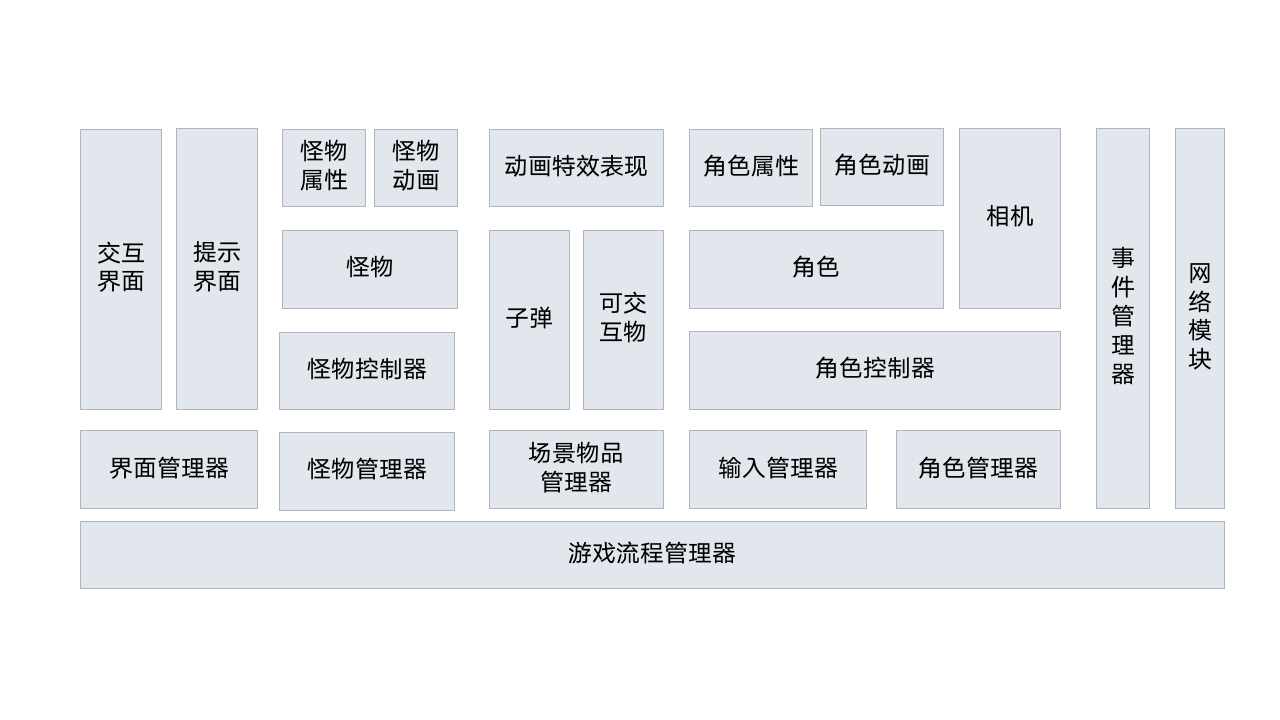 交互
界面
提示
界面
怪物
属性
怪物
动画
怪物
怪物控制器
动画特效表现
子弹
可交
互物
角色属性
角色动画
相机
角色
角色控制器
界面管理器
怪物管理器
场景物品
管理器
输入管理器
角色管理器
事
件
管
理
器
网
络
模
块
游戏流程管理器